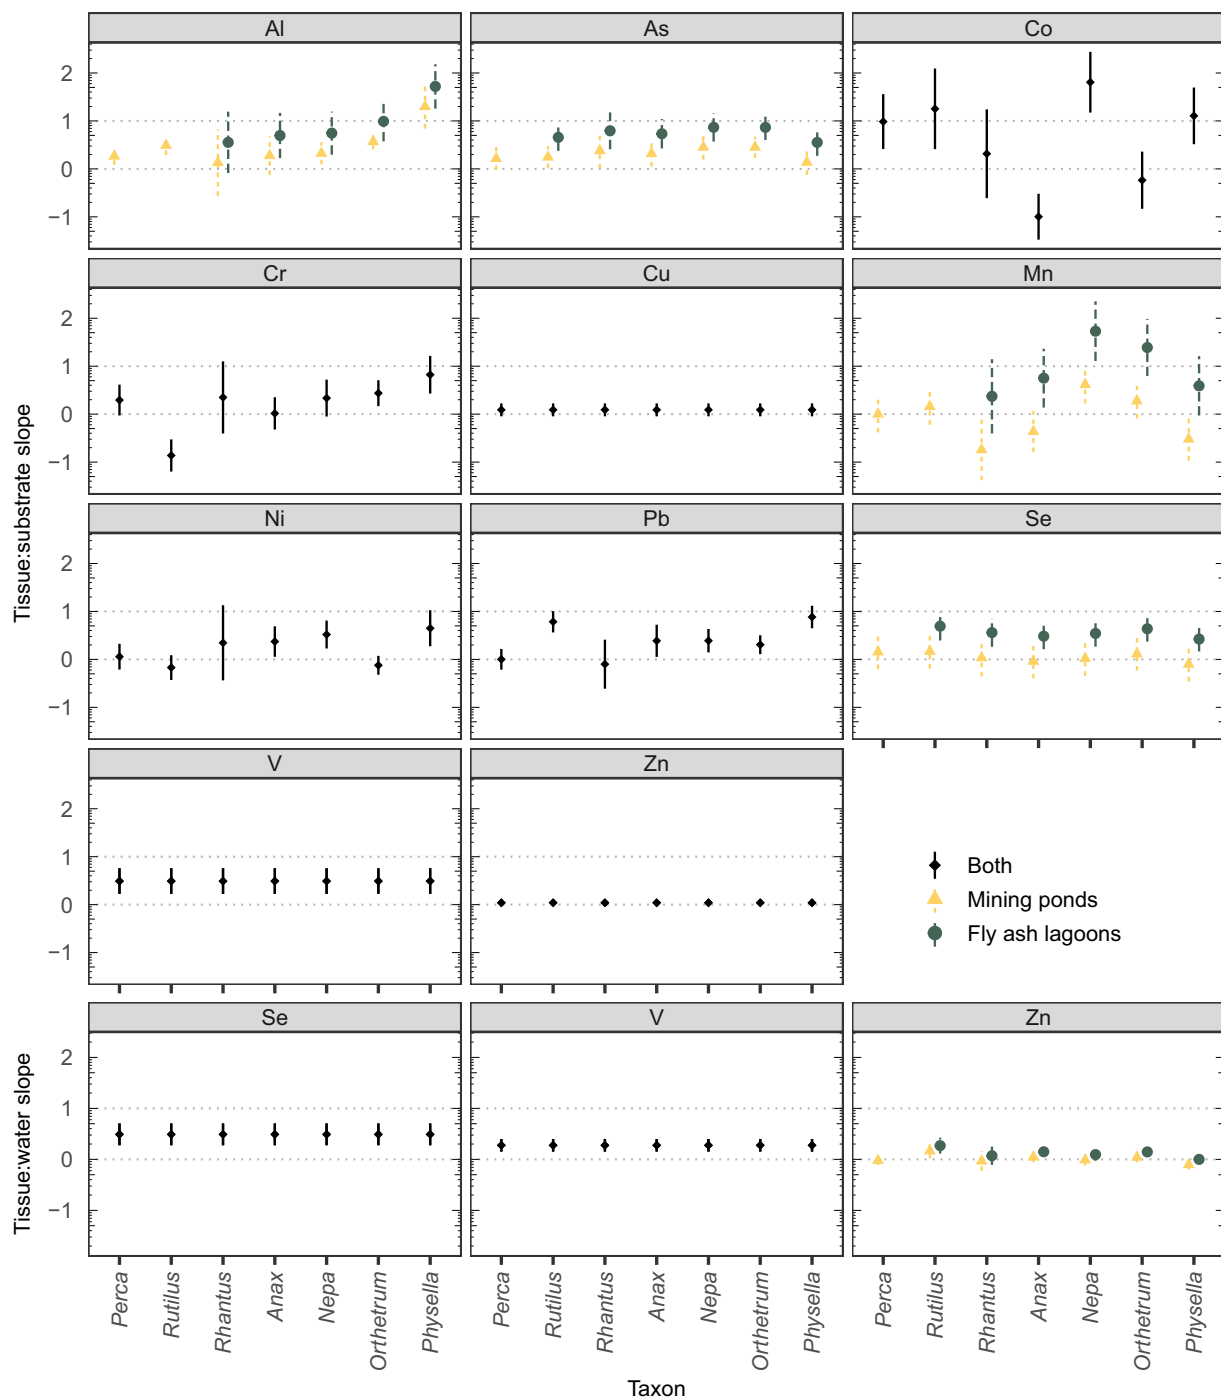 Al As Co
2
1
0
−1
Cr Cu Mn
2
1
0
−1
Ni Pb Se
2
1
0
−1
V Zn
2
1
0
−1
Tissue:substrate slope
Both
Mining ponds
Fly ash lagoons
Se V Zn
2
1
0
−1
Tissue:water slope
Perca Rutilus Rhantus Anax Nepa Orthetrum Physella Perca Rutilus Rhantus Anax Nepa Orthetrum Physella Perca Rutilus Rhantus Anax Nepa Orthetrum Physella
Taxon